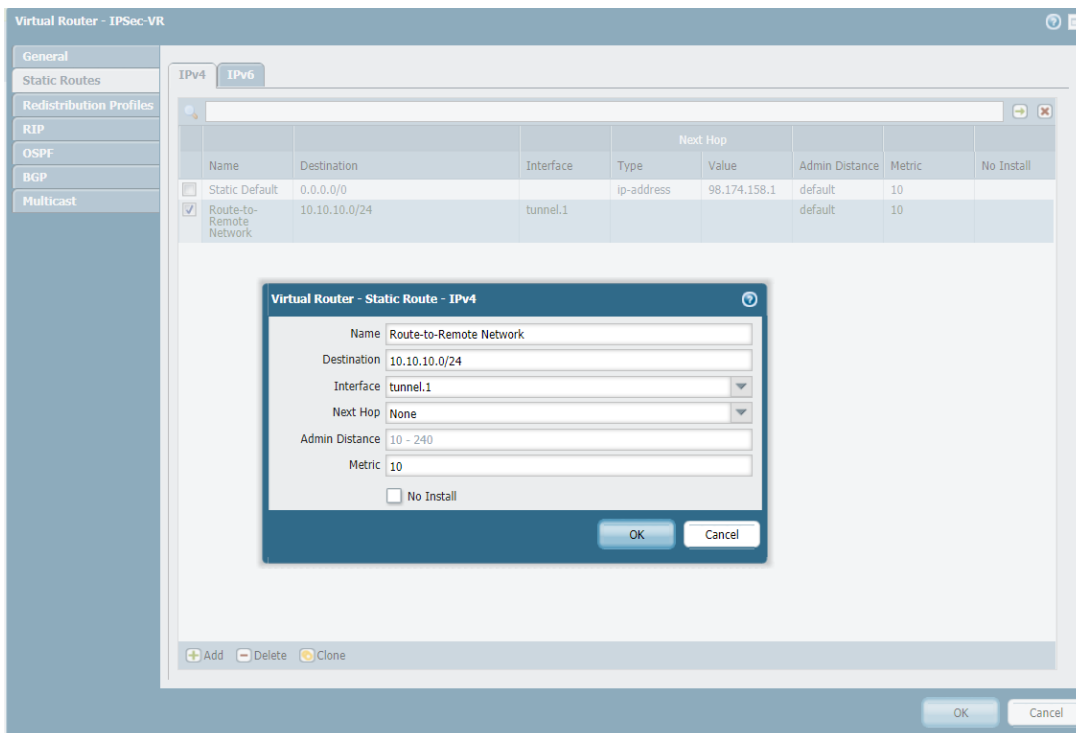 Virtual Router - IPSec-VR
General
Static Routes
Redistribution Profiles
RIP
OSPF
BGP
Multicast
IPv4 IPv6
Next Hop
Name Destination Interface Type Value Admin Distance Metric No Install
Static Default 0.0.0.0/0 ip-address 98.174.158.1 default 10
Route-to- 10.10.10.0/24 tunnel.1 default 10
Remote
Network
Virtual Router - Static Route - IPv4
Name Route-to-Remote Network
Destination 10.10.10.0/24
Interface tunnel.1
Next Hop None
Admin Distance 10 - 240
Metric 10
No Install
OK Cancel
Add Delete Clone
OK Cancel